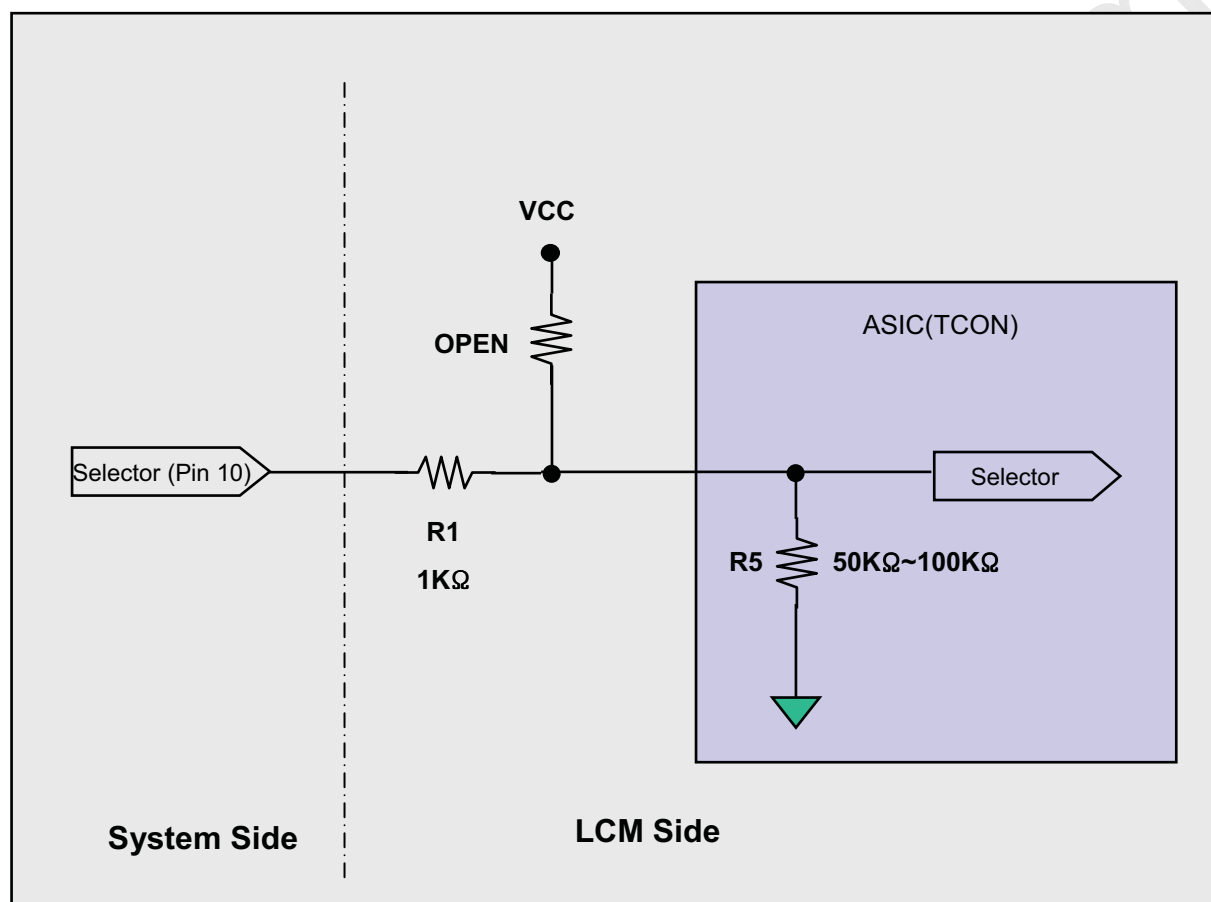 VCC
OPEN
ASIC(TCON)
Selector (Pin 10)
Selector
R1
1KΩ
R5
50KΩ~100KΩ
System Side
LCM Side